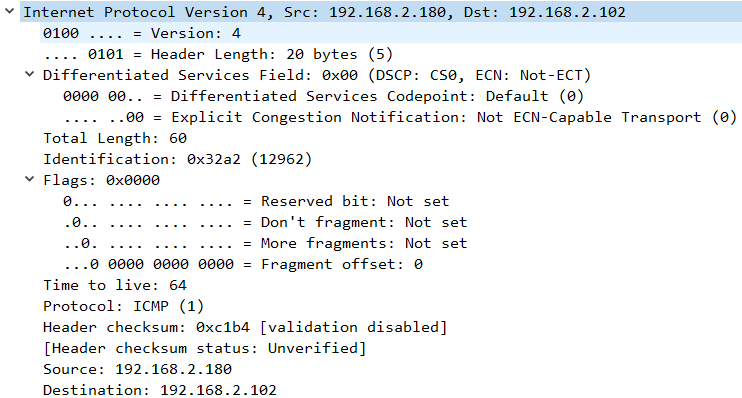 Internet Protocol Version 4, Src: 192.168.2.180, Dst: 192.168.2.102
0100 .... = Version: 4
.... 0101 = Header Length: 20 bytes (5)
Differentiated Services Field: 0x00 (DSCP: CS0, ECN: Not-ECT)
0000 00.. = Differentiated Services Codepoint: Default (0)
.... ..00 = Explicit Congestion Notification: Not ECN-Capable Transport (0)
Total Length: 60
Identification: 0x32a2 (12962)
Flags: 0x0000
0... .... .... .... = Reserved bit: Not set
.0.. .... .... .... = Don't fragment: Not set
..0. .... .... .... = More fragments: Not set
...0 0000 0000 0000 = Fragment offset: 0
Time to live: 64
Protocol: ICMP (1)
Header checksum: 0xc1b4 [validation disabled]
[Header checksum status: Unverified]
Source: 192.168.2.180
Destination: 192.168.2.102